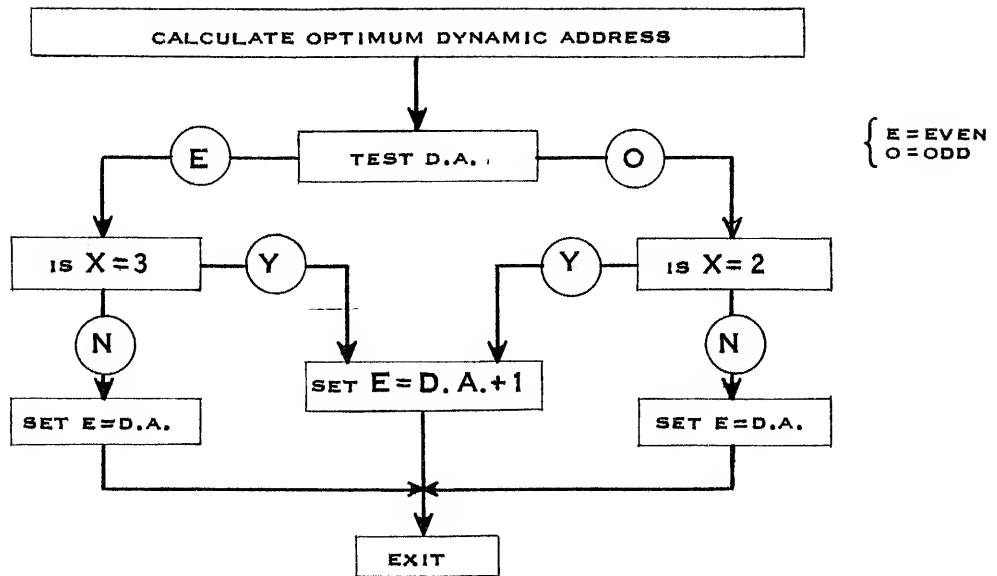 CALCULATE OPTIMUM DYNAMIC ADDRESS
E
TEST D.A.
O
E=EVEN
O=ODD
IS X=3
Y
Y
IS X=2
N
N
SET E=D.A.+1
SET E=D.A.
SET E=D.A.
EXIT